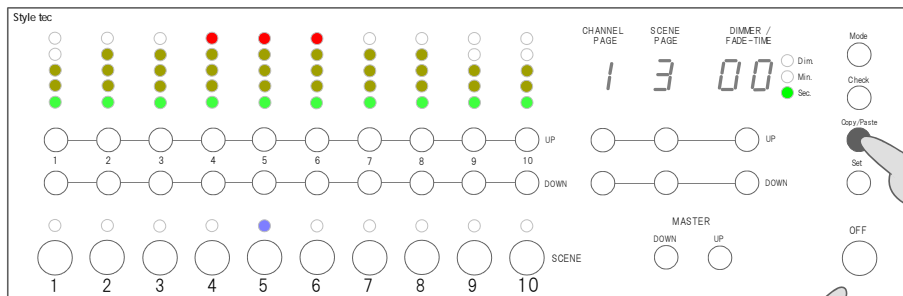 Style tec
CHANNEL PAGE
SCENE PAGE
DIMMER / FADE-TIME
Mode
Dim.
1 3 00
Min.
Check
Sec.
Copy/Paste
UP
UP
1 2 3 4 5 6 7 8 9 10
Set
DOWN
DOWN
MASTER
DOWN UP
OFF
SCENE
1 2 3 4 5 6 7 8 9 10